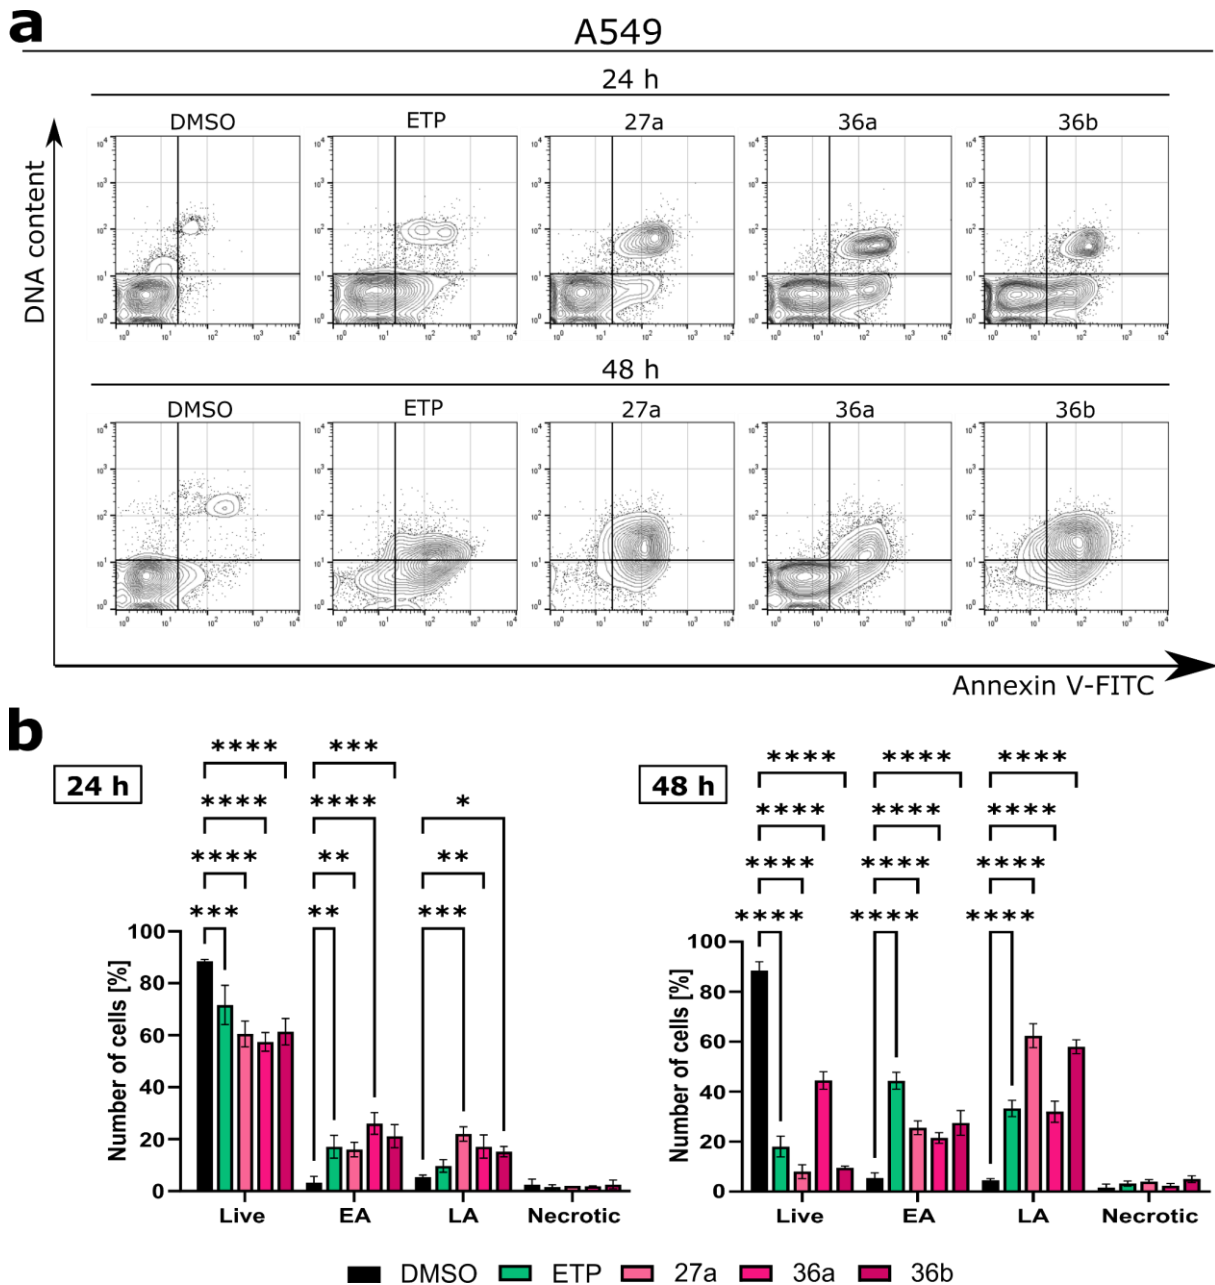 a
A549
24 h
DMSO ETP 27a 36a 36b
DNA content
48 h
DMSO ETP 27a 36a 36b
Annexin V-FITC
b
24 h
**** ***
**** **** *
**** ** **
*** ** ***
Number of cells [%]
100
80
60
40
20
0
Live EA LA Necrotic
48 h
**** **** ****
**** **** ****
**** **** ****
**** **** ****
Number of cells [%]
100
80
60
40
20
0
Live EA LA Necrotic
DMSO ETP 27a 36a 36b